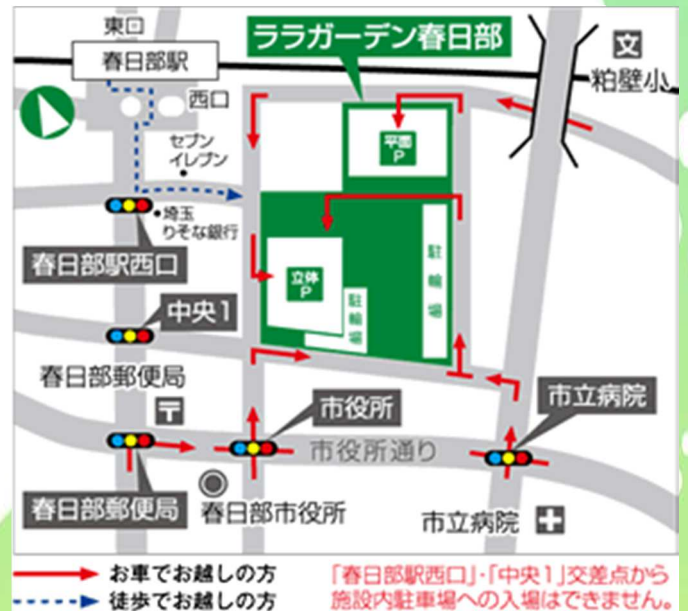 東口
春日部駅
西口
ララガーデン春日部
文
粕壁小
セブン
イレブン
平面
P
埼玉
りそな銀行
春日部駅西口
立体
P
駐輪場
駐輪場
中央1
春日部郵便局
〒
市役所
市立病院
市役所通り
春日部郵便局
春日部市役所
市立病院
お車でお越しの方
徒歩でお越しの方
「春日部駅西口」・「中央1」交差点から
施設内駐車場への入場はできません。